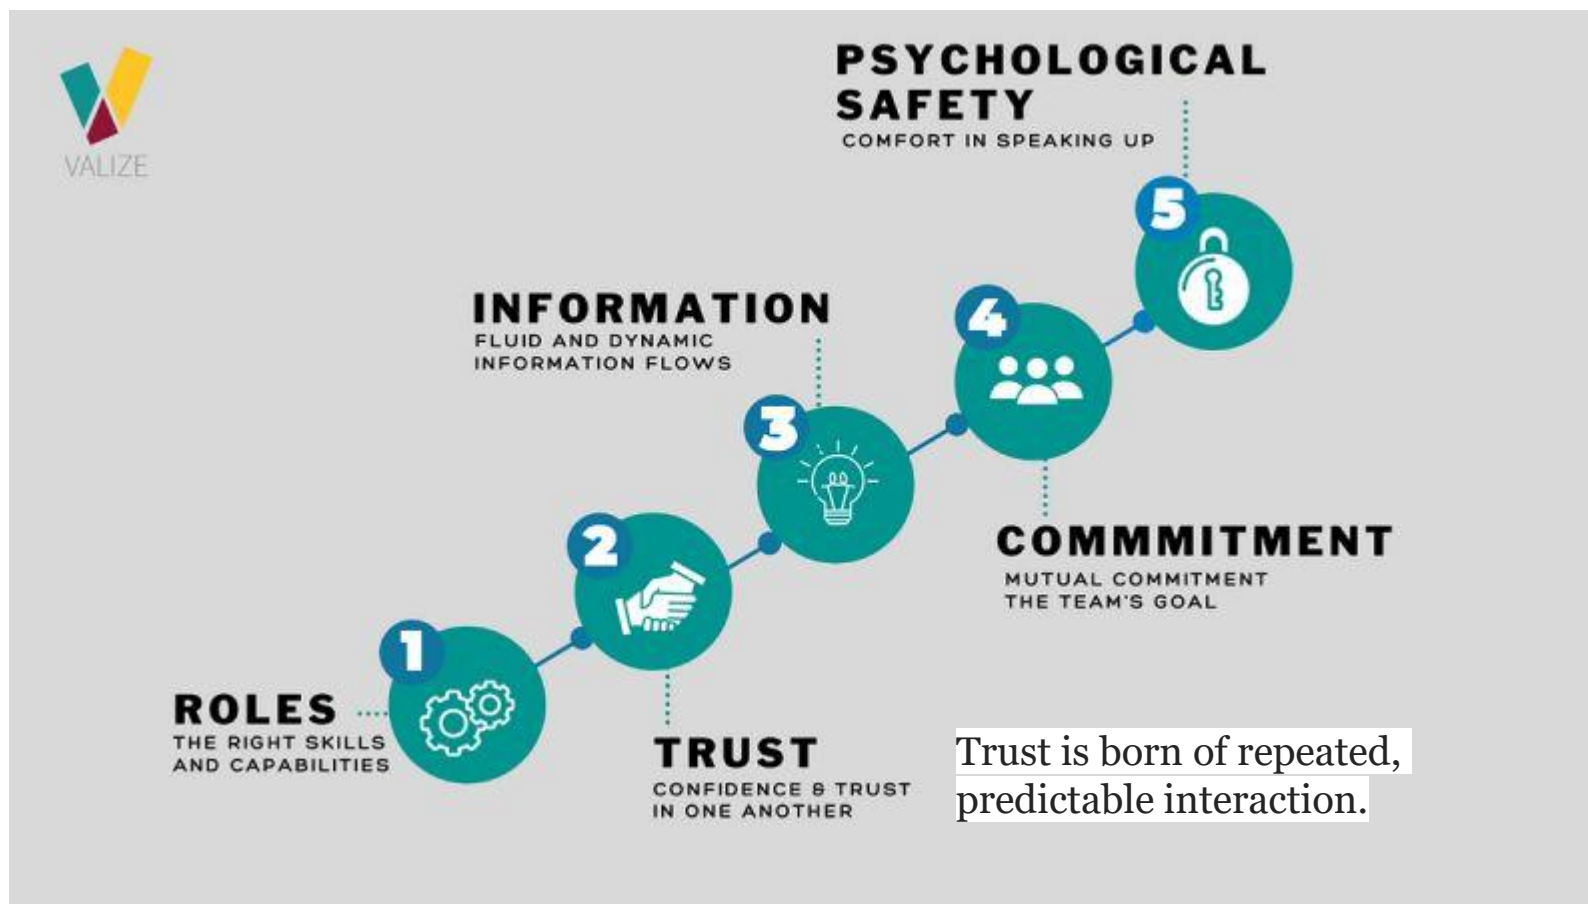 VALIZE
PSYCHOLOGICAL
SAFETY
COMFORT IN SPEAKING UP
5
INFORMATION
FLUID AND DYNAMIC
INFORMATION FLOWS
4
3
COMMMITMENT
MUTUAL COMMITMENT
THE TEAM'S GOAL
2
1
ROLES
THE RIGHT SKILLS
AND CAPABILITIES
TRUST
CONFIDENCE & TRUST
IN ONE ANOTHER
Trust is born of repeated,
predictable interaction.